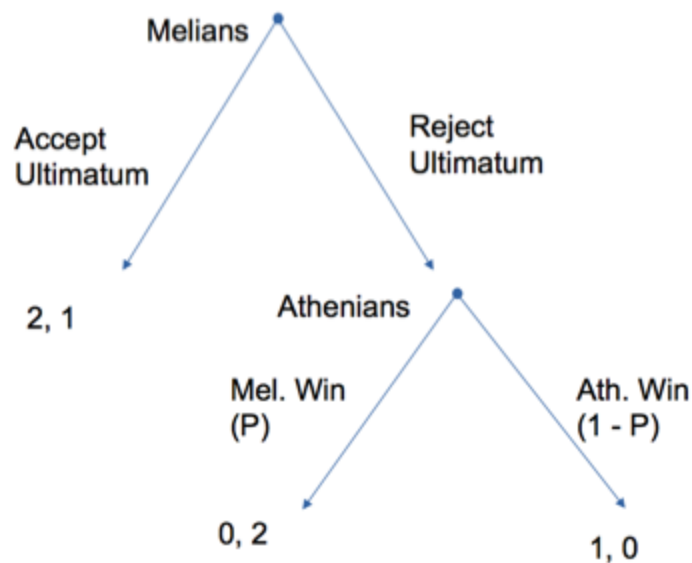 Melians
Accept
Ultimatum
Reject
Ultimatum
2, 1
Athenians
Mel. Win
(P)
Ath. Win
(1 - P)
0, 2
1, 0